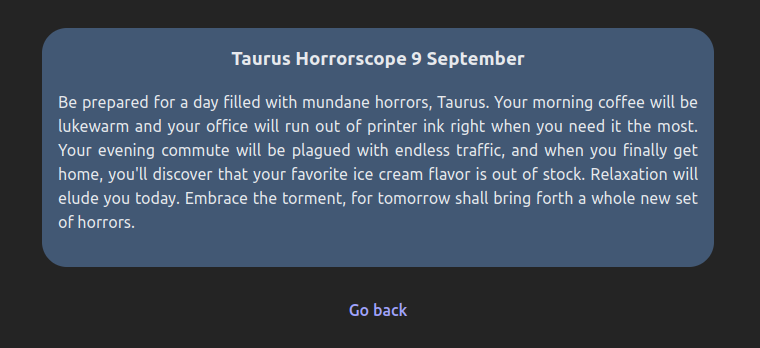 Taurus Horrorscope 9 September
Be prepared for a day filled with mundane horrors, Taurus. Your morning coffee will be
lukewarm and your office will run out of printer ink right when you need it the most.
Your evening commute will be plagued with endless traffic, and when you finally get
home, you'll discover that your favorite ice cream flavor is out of stock. Relaxation will
elude you today. Embrace the torment, for tomorrow shall bring forth a whole new set
of horrors.
Go back